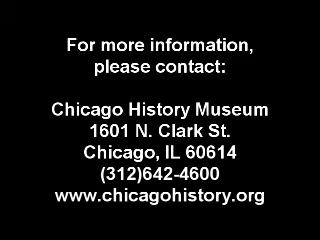 For more information,
please contact:
Chicago History Museum
1601 N. Clark St.
Chicago, IL 60614
(312)642-4600
www.chicagohistory.org